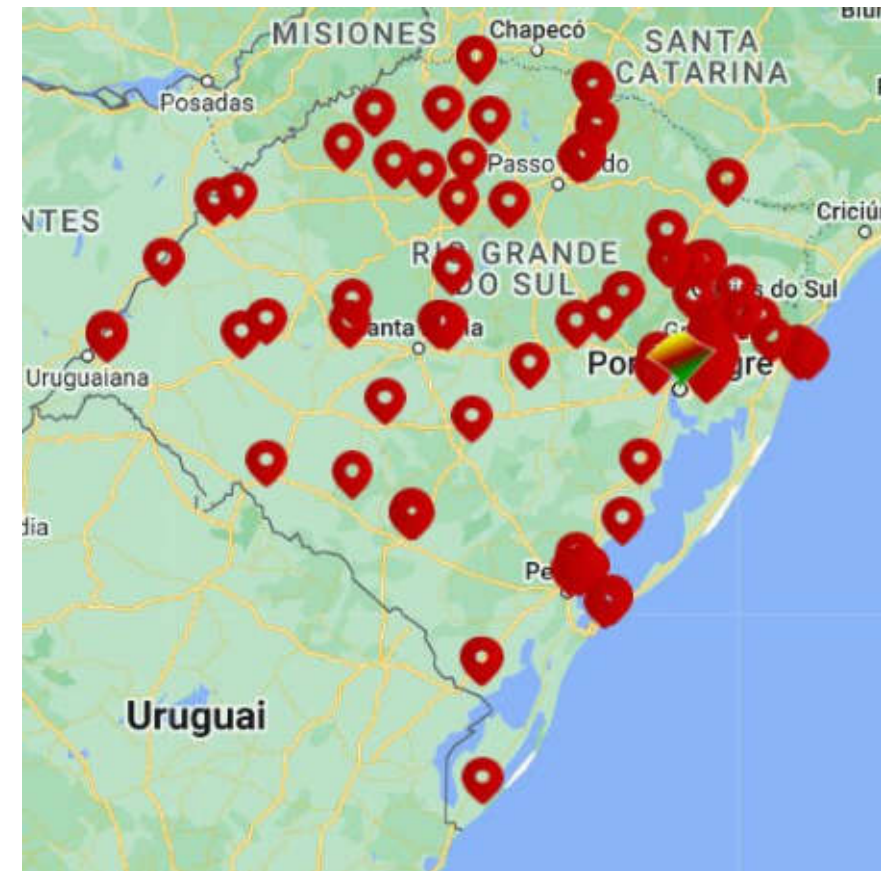 MISIONES
Chapecó
SANTA
CATARINA
Posadas
Passo
do
NTES
Criciú
RIO GRANDE
DO SUL
do Sul
anta
ia
Uruguaiana
Por
gre
dia
Pe
Uruguai